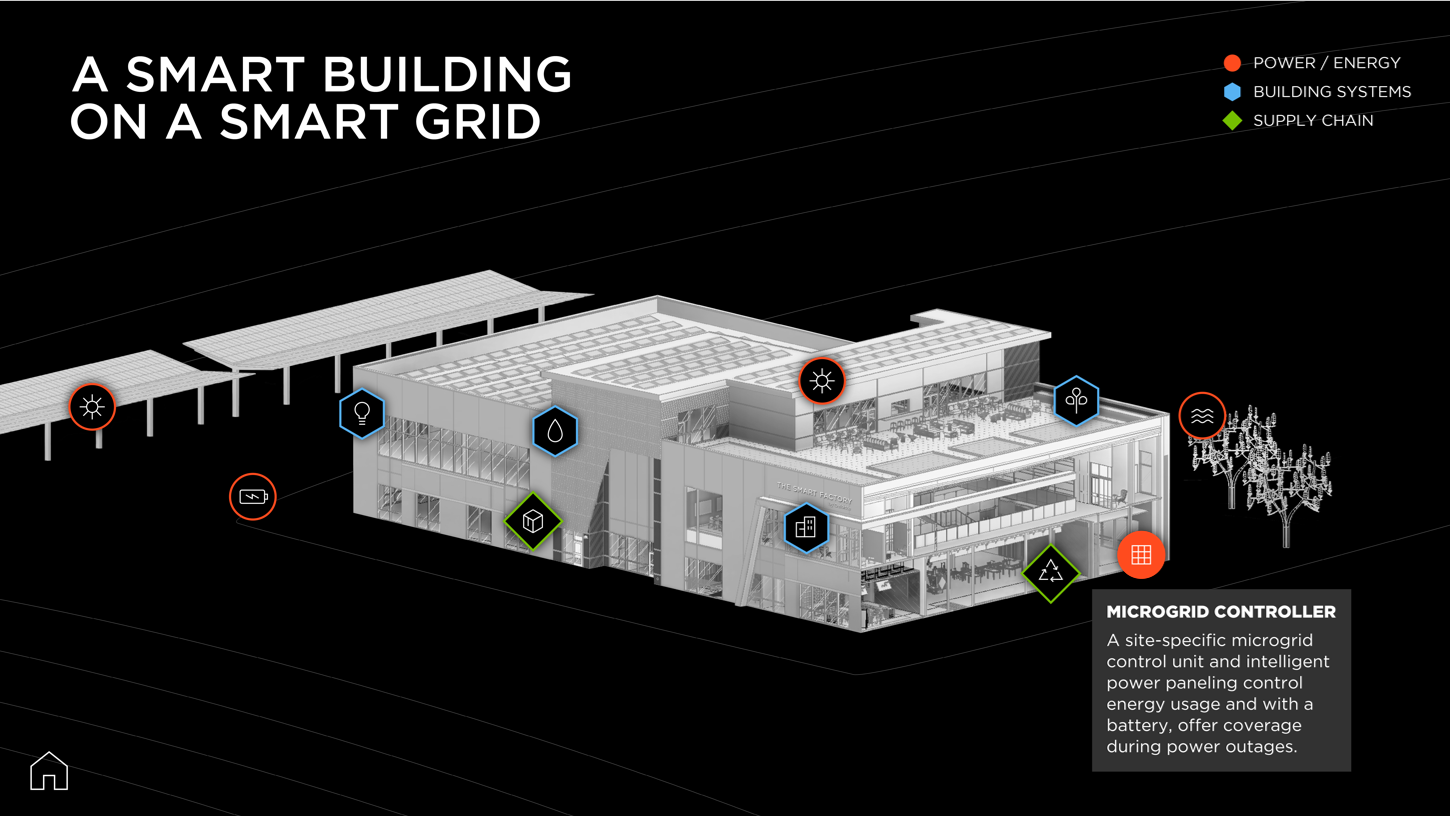 A SMART BUILDING
ON A SMART GRID
POWER / ENERGY
BUILDING SYSTEMS
SUPPLY CHAIN
THE SMART FACTORY
MICROGRID CONTROLLER
A site-specific microgrid
control unit and intelligent
power paneling control
energy usage and with a
battery, offer coverage
during power outages.